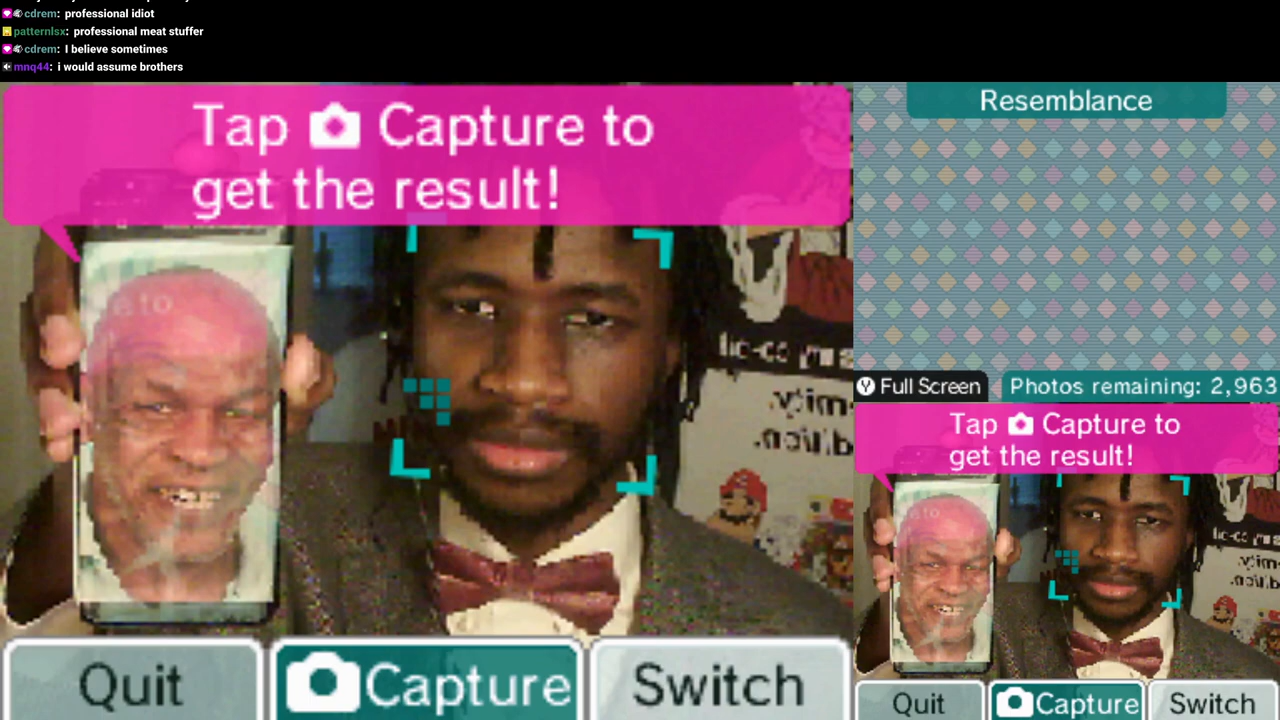 cdrem: professional idiot
patternlsx: professional meat stuffer
cdrem: I believe sometimes
mnq44: i would assume brothers
Tap Capture to
get the result!
Resemblance
Y Full Screen
Photos remaining: 2,963
Tap Capture to
get the result!
Quit
Capture
Switch
Quit
Capture
Switch